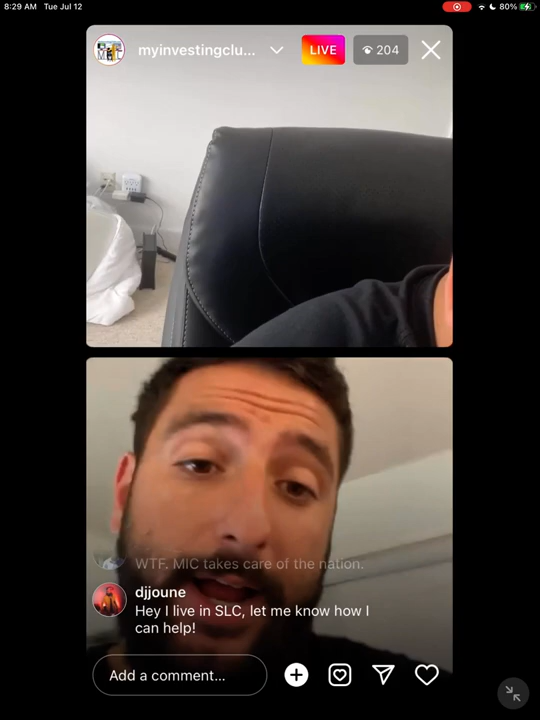 8:29 AM Tue Jul 12
80%
myinvestingclu...
LIVE
204
WTF. MIC takes care of the nation.
djjoune
Hey I live in SLC, let me know how I
can help!
Add a comment...